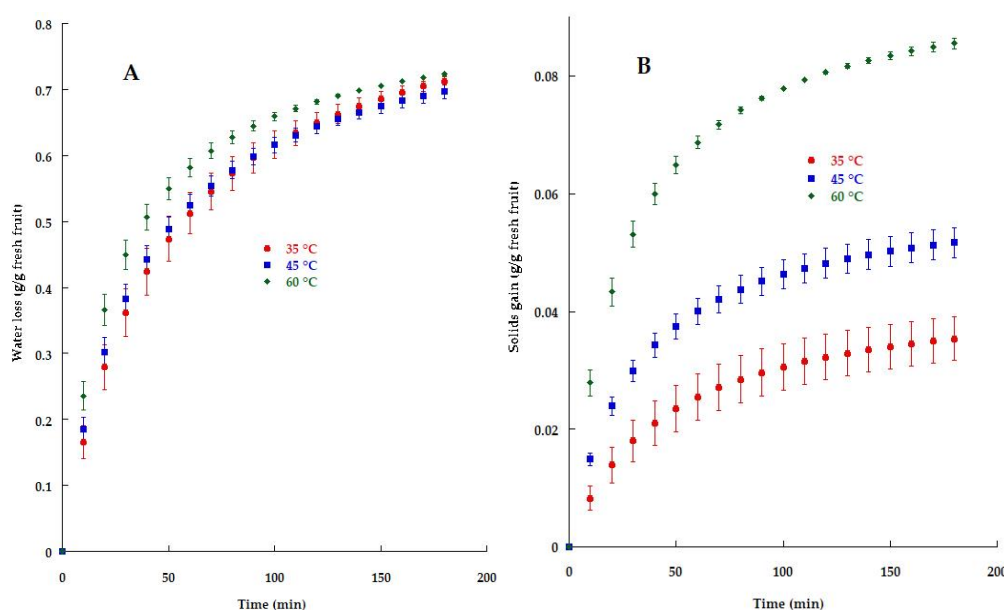 A
Water loss (g/g fresh fruit)
0.8
0.7
0.6
0.5
0.4
0.3
0.2
0.1
0
35 °C
45 °C
60 °C
0 50 100 150 200
Time (min)
B
Solids gain (g/g fresh fruit)
0.08
0.06
0.04
0.02
0
35 °C
45 °C
60 °C
0 50 100 150 200
Time (min)